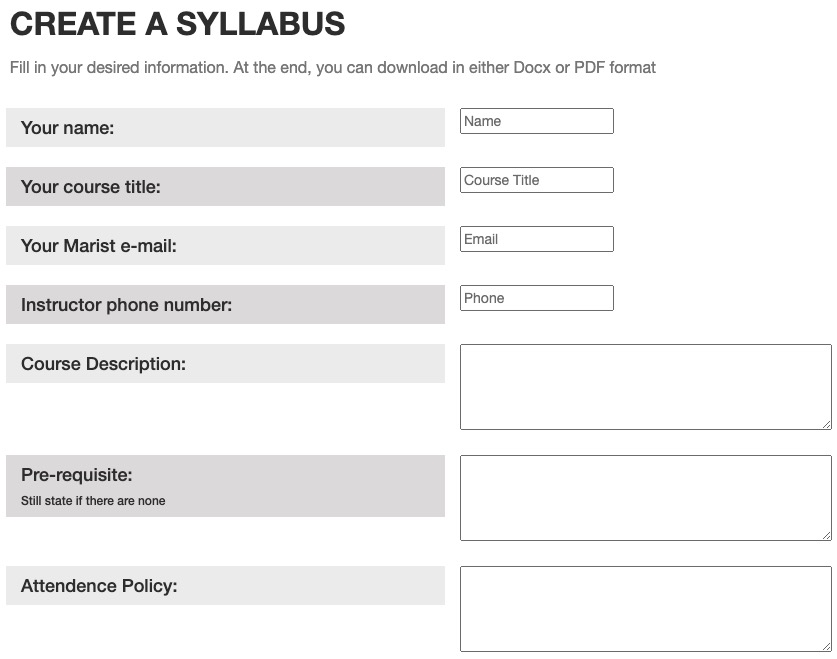 CREATE A SYLLABUS
Fill in your desired information. At the end, you can download in either Docx or PDF format
Your name:
Name
Your course title:
Course Title
Your Marist e-mail:
Email
Instructor phone number:
Phone
Course Description:
Pre-requisite:
Still state if there are none
Attendence Policy: